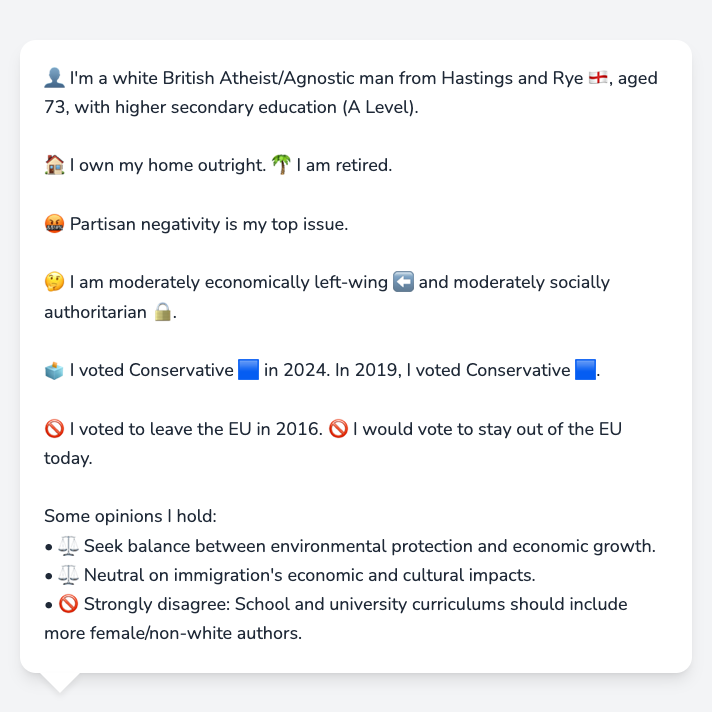 👤 I'm a white British Atheist/Agnostic man from Hastings and Rye 🏴󠁧󠁢󠁥󠁮󠁧󠁿, aged
73, with higher secondary education (A Level).
🏠 I own my home outright. 🌴 I am retired.
🤬 Partisan negativity is my top issue.
🤔 I am moderately economically left-wing ⬅️ and moderately socially
authoritarian 🔒.
🗳️ I voted Conservative 🟦 in 2024. In 2019, I voted Conservative 🟦.
🚫 I voted to leave the EU in 2016. 🚫 I would vote to stay out of the EU
today.
Some opinions I hold:
• ⚖️ Seek balance between environmental protection and economic growth.
• ⚖️ Neutral on immigration's economic and cultural impacts.
• 🚫 Strongly disagree: School and university curriculums should include
more female/non-white authors.